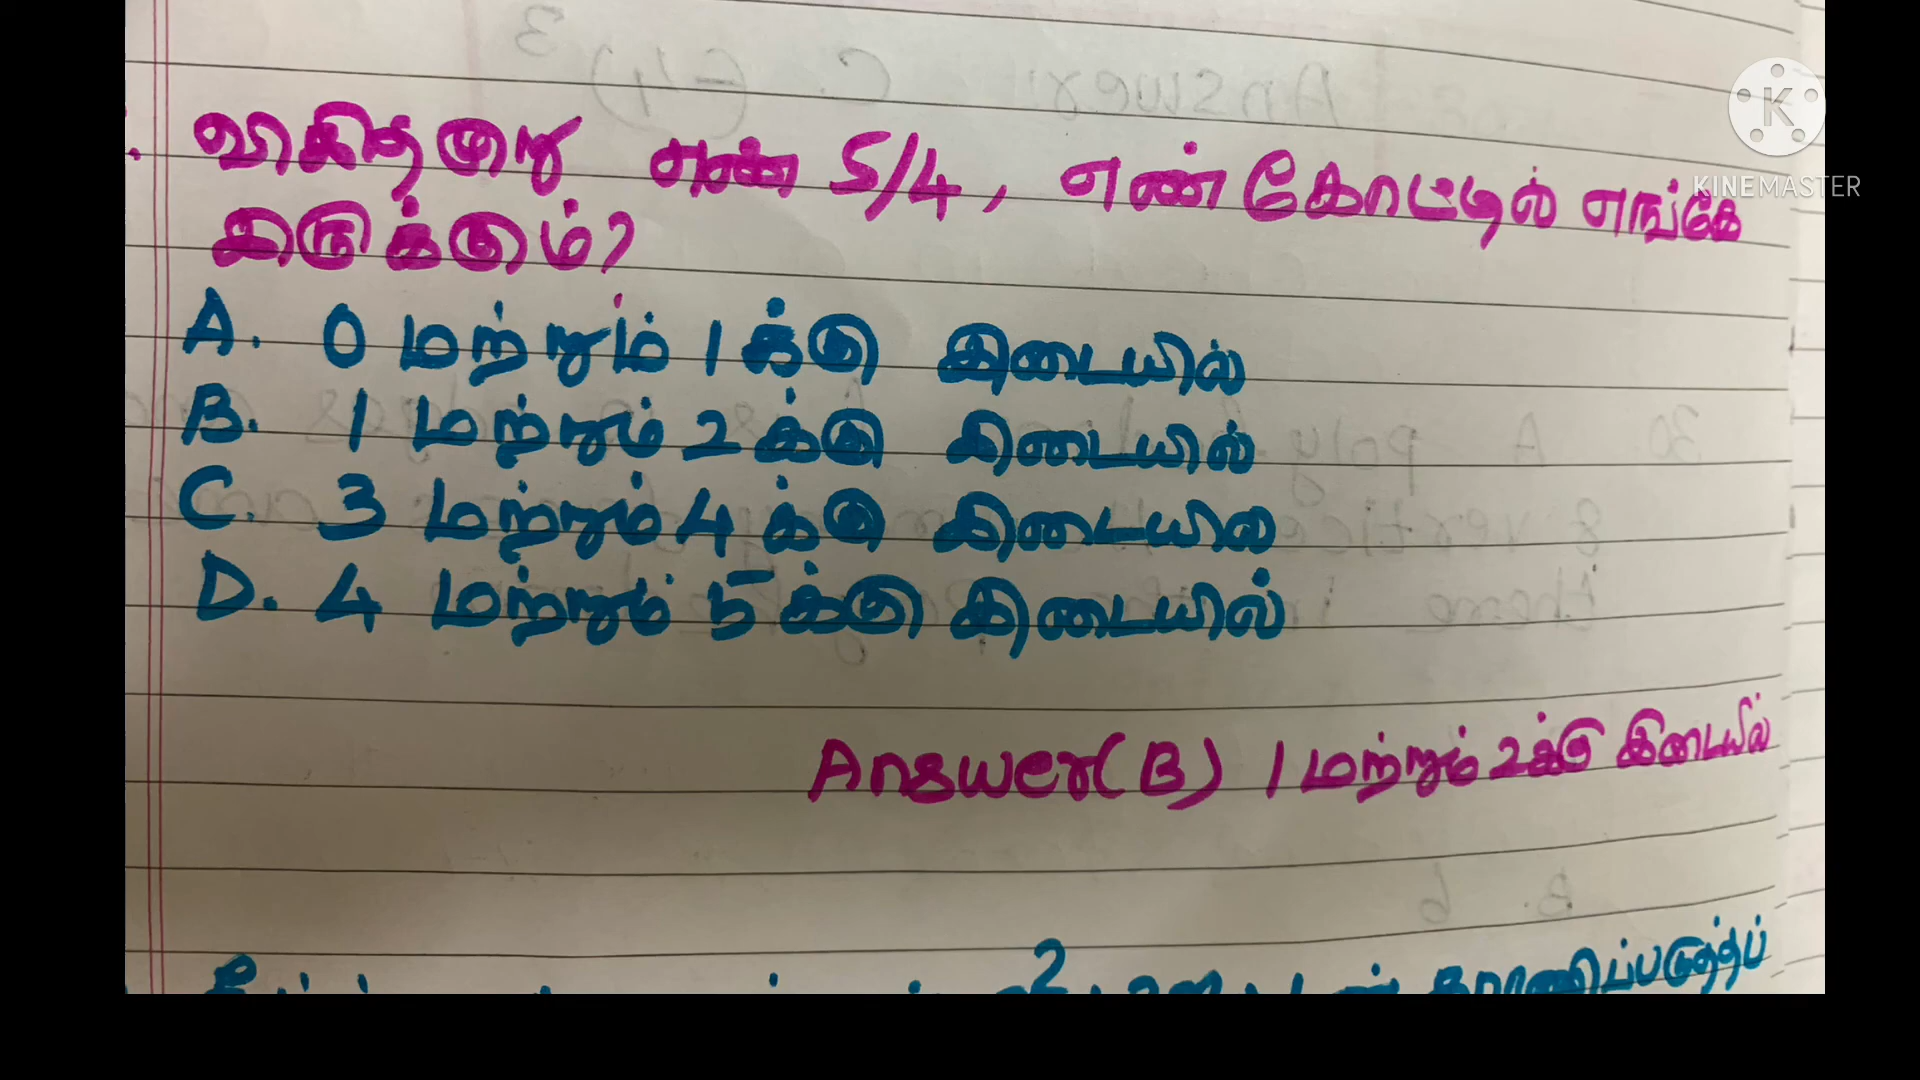 விகிதமுறு எண் 5/4, எண்கோட்டில் எங்கே
KINEMASTER
இருக்கும்?
A. 0 மற்றும் 1க்கு இடையில்
B. 1 மற்றும் 2க்கு இடையில்
C. 3 மற்றும் 4க்கு இடையில்
D. 4 மற்றும் 5க்கு இடையில்
Answer(B) 1 மற்றும் 2க்கு இடையில்